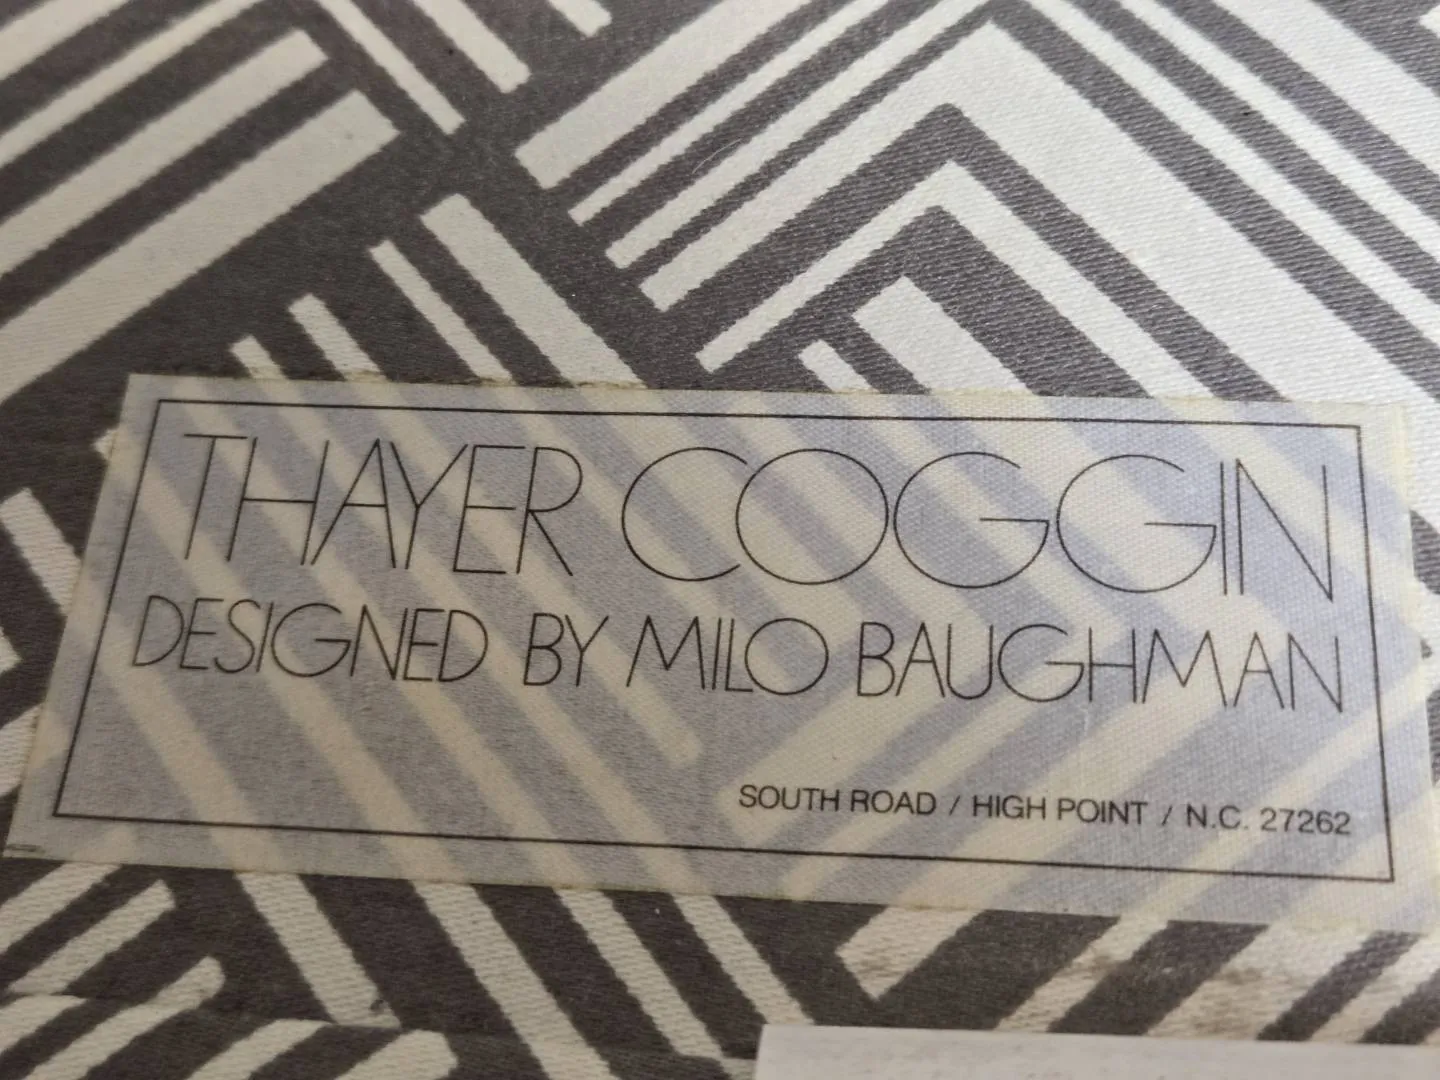 THAYER COGGIN
DESIGNED BY MILO BAUGHMAN
SOUTH ROAD / HIGH POINT / N.C. 27262